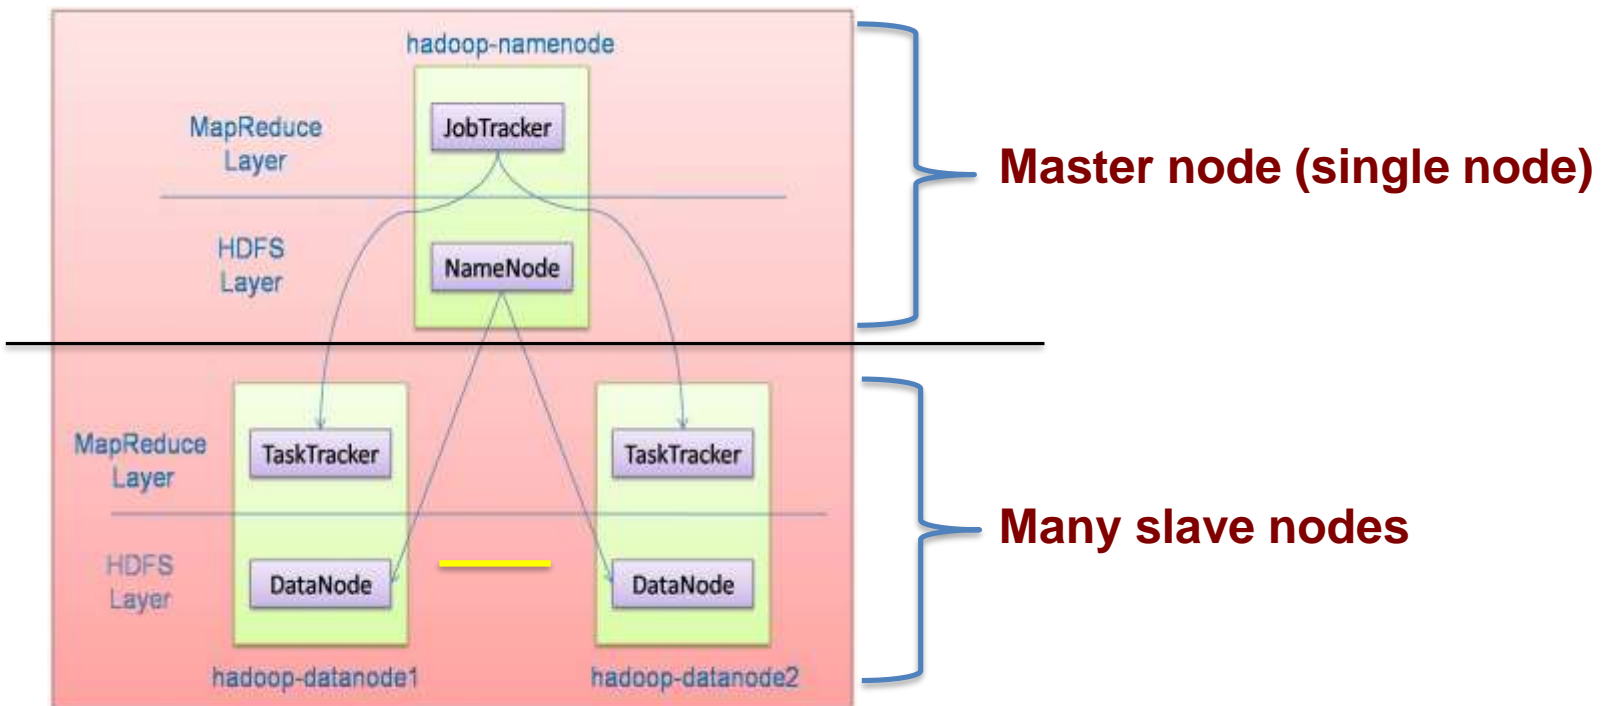 hadoop-namenode
MapReduce
Layer
JobTracker
Master node (single node)
HDFS
Layer
NameNode
MapReduce
Layer
TaskTracker
TaskTracker
Many slave nodes
HDFS
Layer
DataNode
DataNode
hadoop-datanode1
hadoop-datanode2